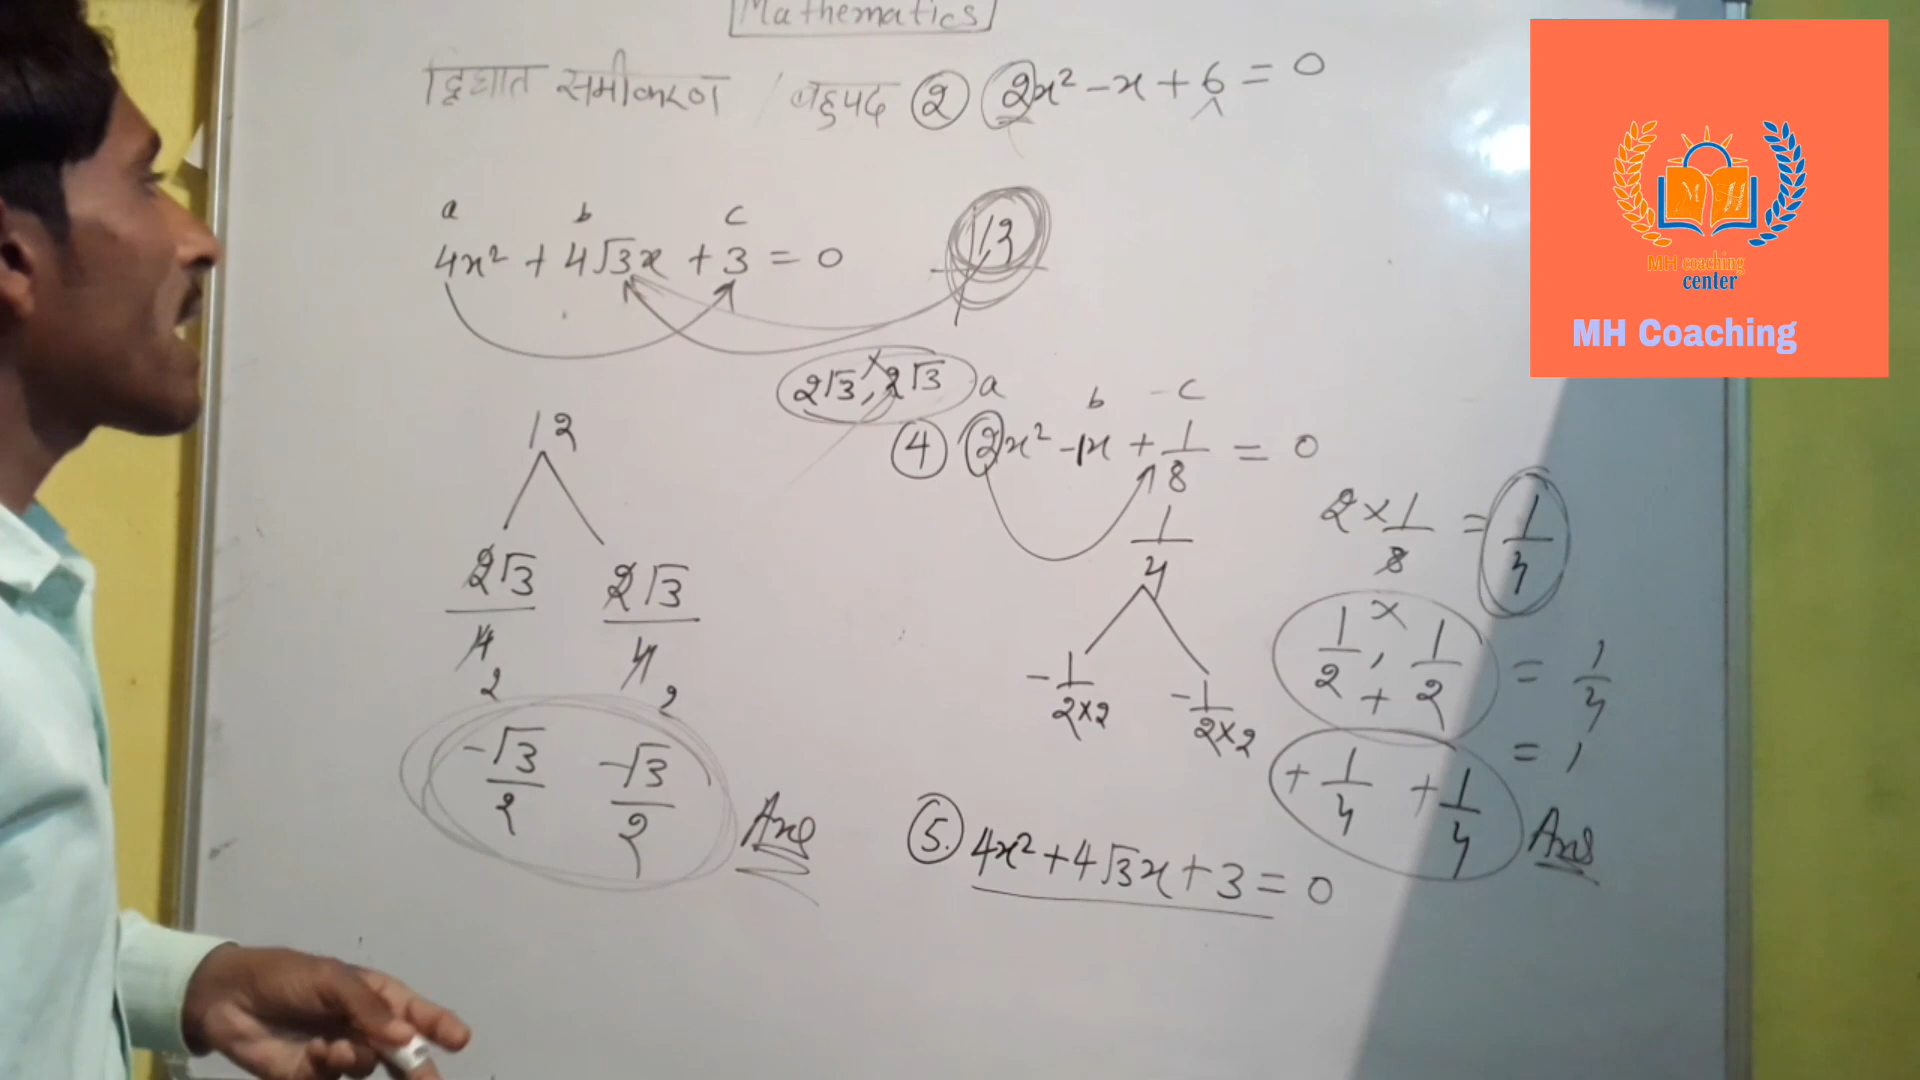 Mathematics
द्विघात समीकरण / बहुपद
② 2x² - x + 6 = 0
a b c
4x² + 4√3x + 3 = 0
13
2√3, 2√3
×
12
2√3 2√3
4 4
2 2
-√3/2 -√3/2
Ans
a b c
④ 2x² - 1x + 1/8 = 0
1/4
-1/2×2 -1/2×2
2 × 1/8 = 1/4
×
1/2, 1/2 = 1/4
+ = 1
+1/4 +1/4
Ans
⑤. 4x² + 4√3x + 3 = 0
M H
MH coaching
center
MH Coaching